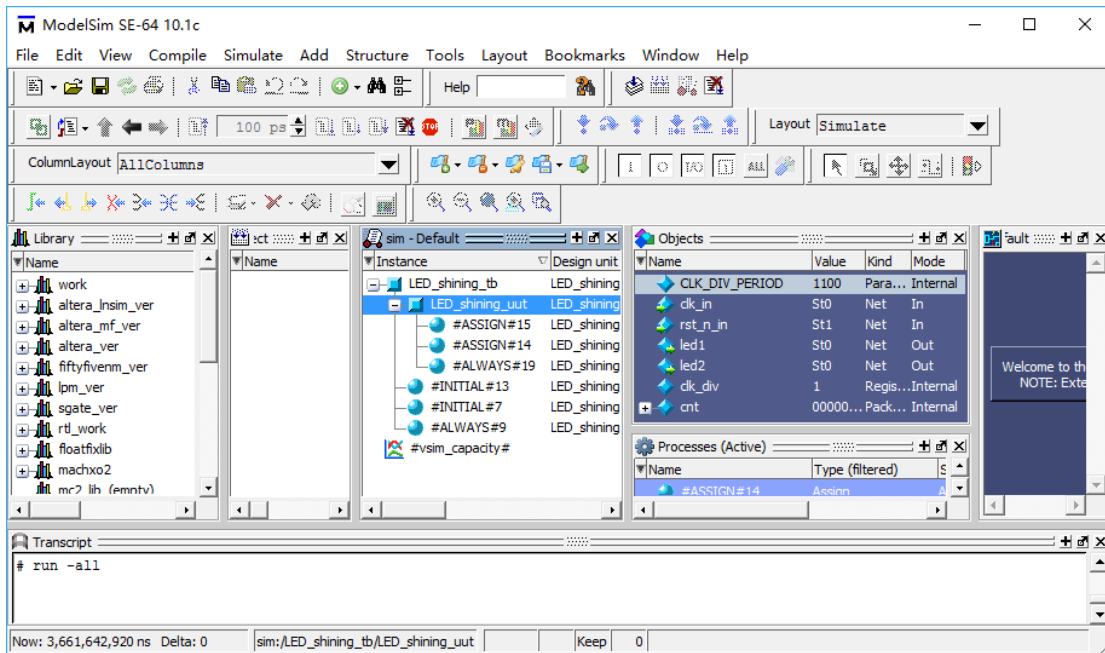 ModelSim SE-64 10.1c
File Edit View Compile Simulate Add Structure Tools Layout Bookmarks Window Help
Help
100 ps
Layout Simulate
ColumnLayout AllColumns
I O I/O ALL
Library
Name
work
altera_lnsim_ver
altera_mf_ver
altera_ver
fiftyfivenm_ver
lpm_ver
sgate_ver
rtl_work
floatfixlib
machxo2
mc2_lib (empty)
ect
Name
sim - Default
Instance Design unit
LED_shining_tb LED_shining
LED_shining_uut LED_shining
#ASSIGN#15 LED_shining
#ASSIGN#14 LED_shining
#ALWAYS#19 LED_shining
#INITIAL#13 LED_shining
#INITIAL#7 LED_shining
#ALWAYS#9 LED_shining
#vsim_capacity#
Objects
Name Value Kind Mode
CLK_DIV_PERIOD 1100 Para... Internal
clk_in St0 Net In
rst_n_in St1 Net In
led1 St0 Net Out
led2 St0 Net Out
clk_div 1 Regis... Internal
cnt 00000... Pack... Internal
Processes (Active)
Name Type (filtered) S
#ASSIGN#14 Assign A
ault
Welcome to th
NOTE: Exte
Transcript
# run -all
Now: 3,661,642,920 ns Delta: 0 sim:/LED_shining_tb/LED_shining_uut Keep 0